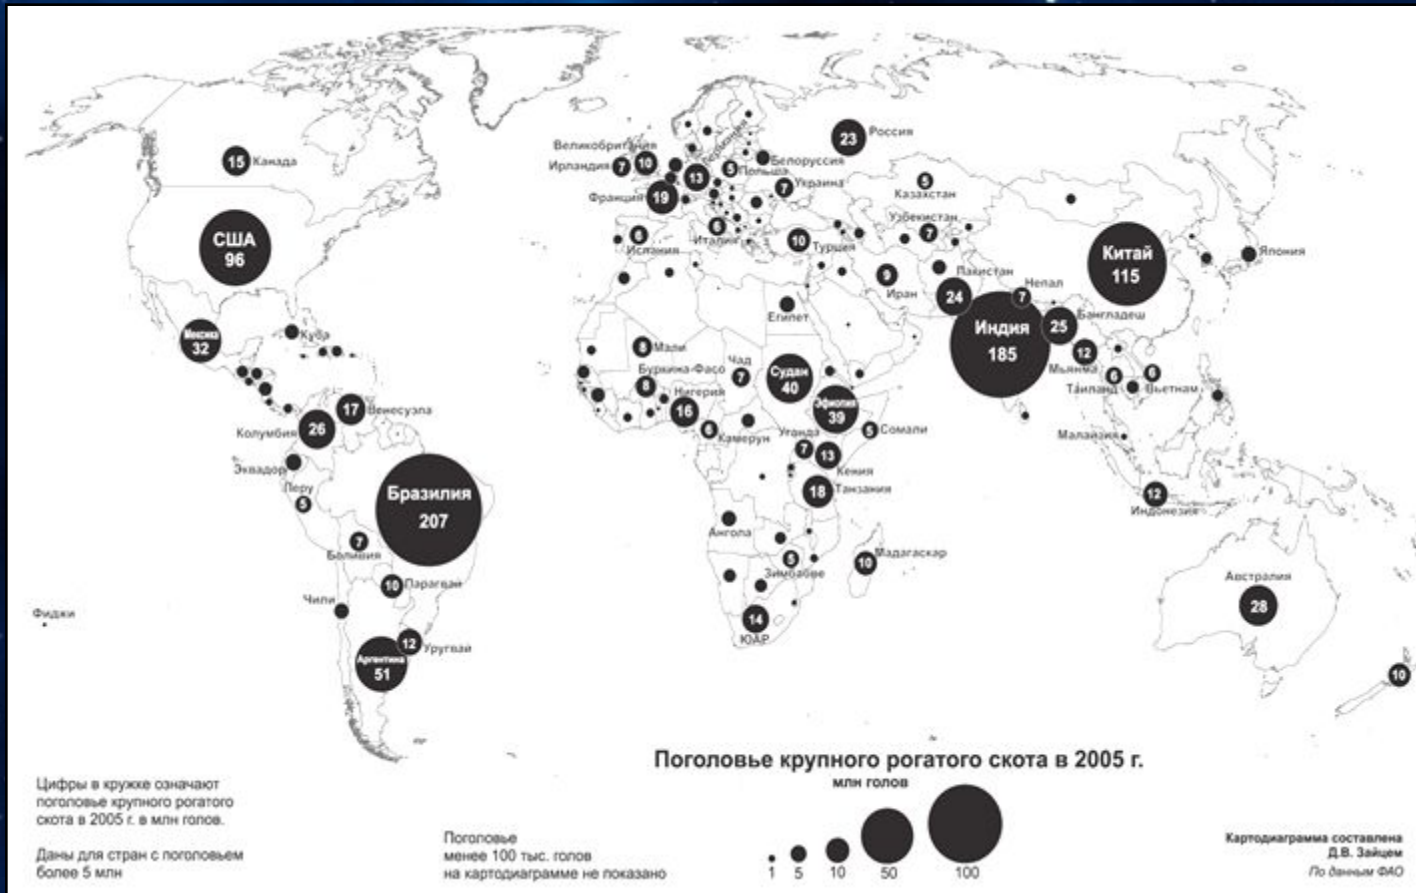 Россия
23
Великобритания
10
Ирландия
7
Германия
13
5
Польша
Белоруссия
7
Украина
Франция
19
15
Канада
5
Казахстан
США
96
6
Испания
6
Италия
10
Турция
Узбекистан
7
Китай
115
Япония
9
Иран
Пакистан
24
Непал
7
Бангладеш
25
Индия
185
Египет
Мексика
32
Куба
8
Мали
Буркина-Фасо
8
Чад
7
Судан
40
Нигерия
16
Эфиопия
39
12
Мьянма
6
Таиланд
6
Вьетнам
17
Венесуэла
Колумбия
26
6
Камерун
Уганда
7
13
Кения
5
Сомали
Малайзия
Эквадор
Перу
5
Бразилия
207
18
Танзания
12
Индонезия
Ангола
7
Боливия
5
Зимбабве
10
Мадагаскар
10
Парагвай
Чили
Австралия
28
Фиджи
14
ЮАР
12
Уругвай
Аргентина
51
10
Поголовье крупного рогатого скота в 2005 г.
млн голов
1 5 10 50 100
Цифры в кружке означают
поголовье крупного рогатого
скота в 2005 г. в млн голов.
Даны для стран с поголовьем
более 5 млн
Поголовье
менее 100 тыс. голов
на картодиаграмме не показано
Картодиаграмма составлена
Д.В. Зайцем
По данным ФАО